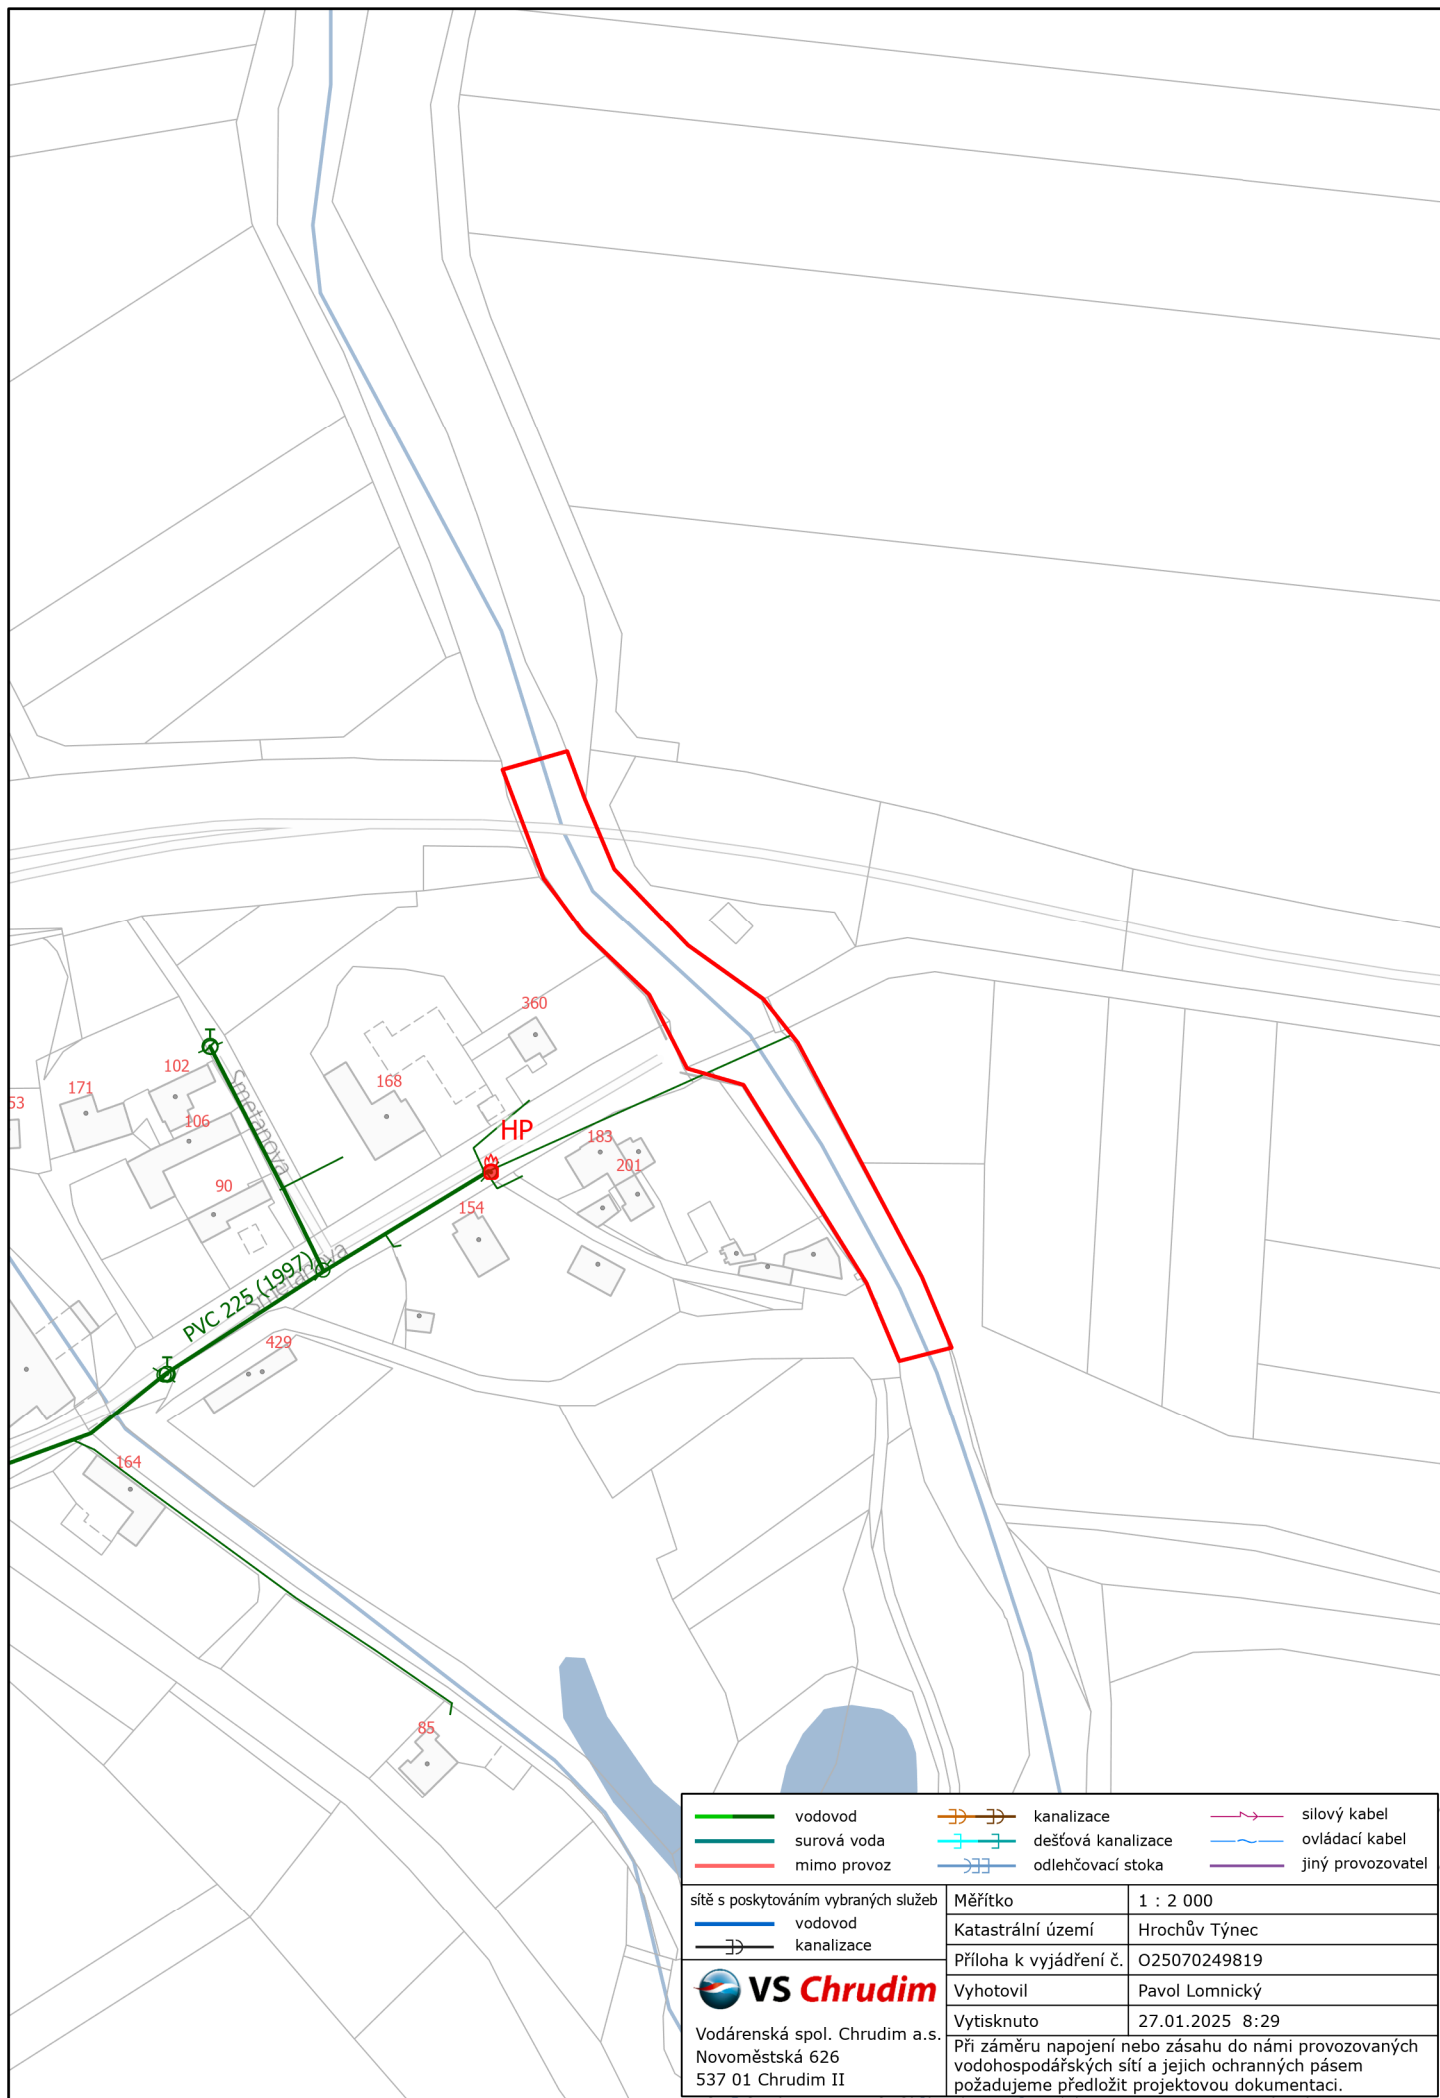 360
102
171
53
168
106
Smetanova
HP
183
201
90
154
PVC 225 (1997)
Smetanova
429
164
85
vodovod
surová voda
mimo provoz
kanalizace
dešťová kanalizace
odlehčovací stoka
silový kabel
ovládací kabel
jiný provozovatel
sítě s poskytováním vybraných služeb
vodovod
kanalizace
Měřítko 1 : 2 000
Katastrální území Hrochův Týnec
Příloha k vyjádření č. O25070249819
Vyhotovil Pavol Lomnický
Vytisknuto 27.01.2025 8:29
VS Chrudim
Vodárenská spol. Chrudim a.s.
Novoměstská 626
537 01 Chrudim II
Při záměru napojení nebo zásahu do námi provozovaných
vodohospodářských sítí a jejich ochranných pásem
požadujeme předložit projektovou dokumentaci.